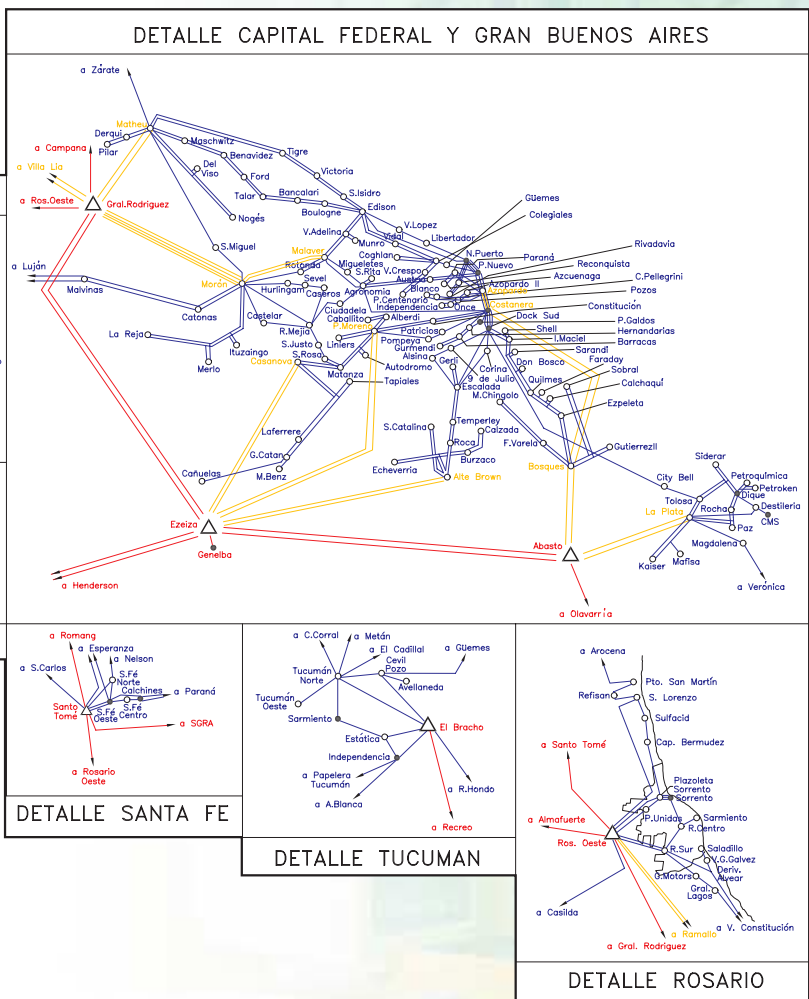 DETALLE CAPITAL FEDERAL Y GRAN BUENOS AIRES
a Zárate
Matheu
Derqui
Pilar
Maschwitz
a Campana
a Villa Lia
a Ros.Oeste
Gral.Rodriguez
Benavidez
Tigre
Del
Viso
Ford
Victoria
Talar
Bancalari
S.Isidro
Nogés
Boulogne
Edison
Güemes
Colegiales
V.Adelina
V.Lopez
S.Miguel
Munro
Vidal
Libertador
Malaver
Coghlan
N.Puerto
Paraná
Rivadavia
Rotonda
Migueletes
P.Nuevo
Reconquista
a Luján
S.Rita
V.Crespo
Azcuenaga
C.Pellegrini
Malvinas
Morón
Sevel
Austria
Azopardo II
Pozos
Hurlingam
Caseros
Agronomia
Blanco
P.Centenario
Independencia
Once
Costanera
Constitución
Catonas
Ciudadela
Caballito
Alberdi
Dock Sud
P.Galdos
Castelar
R.Mejia
P.Moreno
Patricios
Shell
Hernandarias
La Reja
Pompeya
I.Maciel
Barracas
Ituzaingo
S.Justo
Liniers
Gurmendi
Sarandi
Merlo
S.Rosa
Alsina
Corina
Faraday
Casanova
Autodromo
Gerli
Don Bosco
Sobral
Matanza
9 de Julio
Quilmes
Calchaquí
Tapiales
Escalada
M.Chingolo
Ezpeleta
Laferrere
S.Catalina
Temperley
Calzada
G.Catan
Roca
F.Varela
GutierrezII
M.Benz
Burzaco
Echeverria
Bosques
Siderar
Cañuelas
Alte Brown
City Bell
Petroquímica
Petroken
Tolosa
Dique
La Plata
Rocha
Destileria
CMS
Ezeiza
Paz
Genelba
Abasto
Magdalena
Kaiser
Mafisa
a Henderson
a Verónica
a Olavarría
a Romang
a Esperanza
a S.Carlos
a Nelson
S.Fé
Norte
Calchines
a Paraná
Santo
Tomé
S.Fé
Oeste
S.Fé
Centro
a SGRA
a Rosario
Oeste
DETALLE SANTA FE
a C.Corral
a Metán
a El Cadillal
a Güemes
Cevil
Pozo
Tucumán
Norte
Avellaneda
Tucumán
Oeste
Sarmiento
El Bracho
Estática
Independencia
a Papelera
Tucumán
a R.Hondo
a A.Blanca
a Recreo
DETALLE TUCUMAN
a Arocena
Pto. San Martín
Refisan
S. Lorenzo
Sulfacid
a Santo Tomé
Cap. Bermudez
Plazoleta
Sorrento
Sorrento
a Almafuerte
P.Unidas
Sarmiento
R.Centro
Ros. Oeste
R.Sur
Saladillo
V.G.Galvez
Deriv.
Alvear
G.Motors
Gral.
Lagos
a Casilda
a Ramallo
a V. Constitución
a Gral. Rodriguez
DETALLE ROSARIO